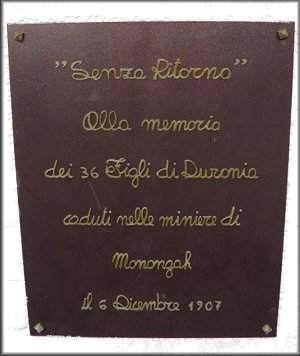 "Senza Ritorno"
Alla memoria
dei 36 Figli di Duronia
caduti nelle miniere di
Monongah
il 6 Dicembre 1907